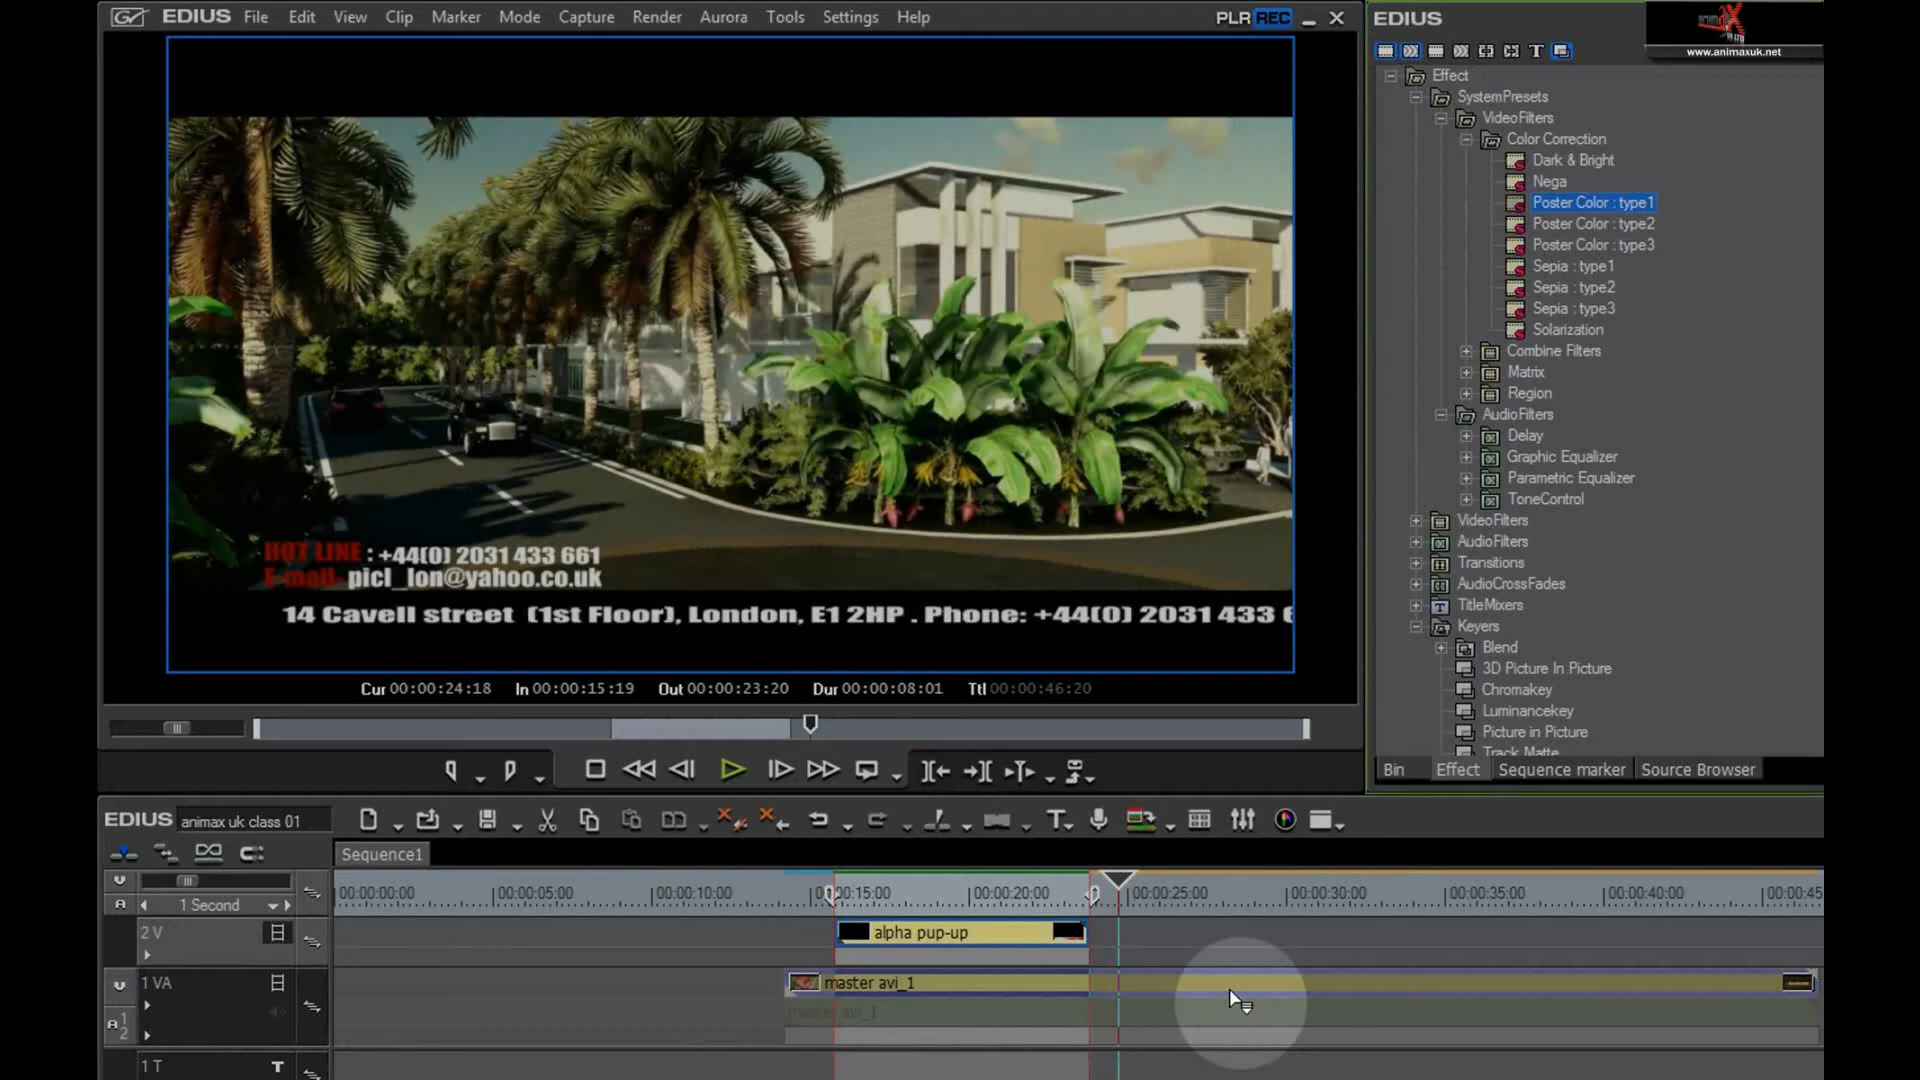 EDIUS File Edit View Clip Marker Mode Capture Render Aurora Tools Settings Help PLR REC
EDIUS
www.animaxuk.net
Effect
SystemPresets
VideoFilters
Color Correction
Dark & Bright
Nega
Poster Color : type1
Poster Color : type2
Poster Color : type3
Sepia : type1
Sepia : type2
Sepia : type3
Solarization
Combine Filters
Matrix
Region
AudioFilters
Delay
Graphic Equalizer
Parametric Equalizer
ToneControl
VideoFilters
AudioFilters
Transitions
AudioCrossFades
TitleMixers
Keyers
Blend
3D Picture In Picture
Chromakey
Luminancekey
Picture in Picture
Track Matte
Bin Effect Sequence marker Source Browser
HOT LINE : +44(0) 2031 433 661
E-mail- picl_lon@yahoo.co.uk
14 Cavell street (1st Floor), London, E1 2HP . Phone: +44(0) 2031 433 6
Cur 00:00:24:18 In 00:00:15:19 Out 00:00:23:20 Dur 00:00:08:01 Ttl 00:00:46:20
EDIUS animax uk class 01
Sequence1
00:00:00:00 00:00:05:00 00:00:10:00 00:00:15:00 00:00:20:00 00:00:25:00 00:00:30:00 00:00:35:00 00:00:40:00 00:00:45
A 1 Second
2 V
alpha pup-up
1 VA
master avi_1
A 1 2
1 T T